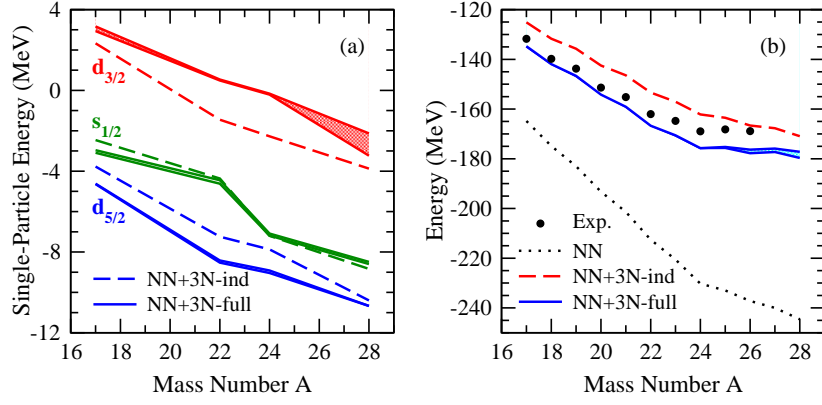 4
0
-4
-8
-12
Single-Particle Energy (MeV)
(a)
d3/2
s1/2
d5/2
NN+3N-ind
NN+3N-full
16 18 20 22 24 26 28
Mass Number A
-120
-140
-160
-180
-200
-220
-240
Energy (MeV)
(b)
Exp.
NN
NN+3N-ind
NN+3N-full
16 18 20 22 24 26 28
Mass Number A